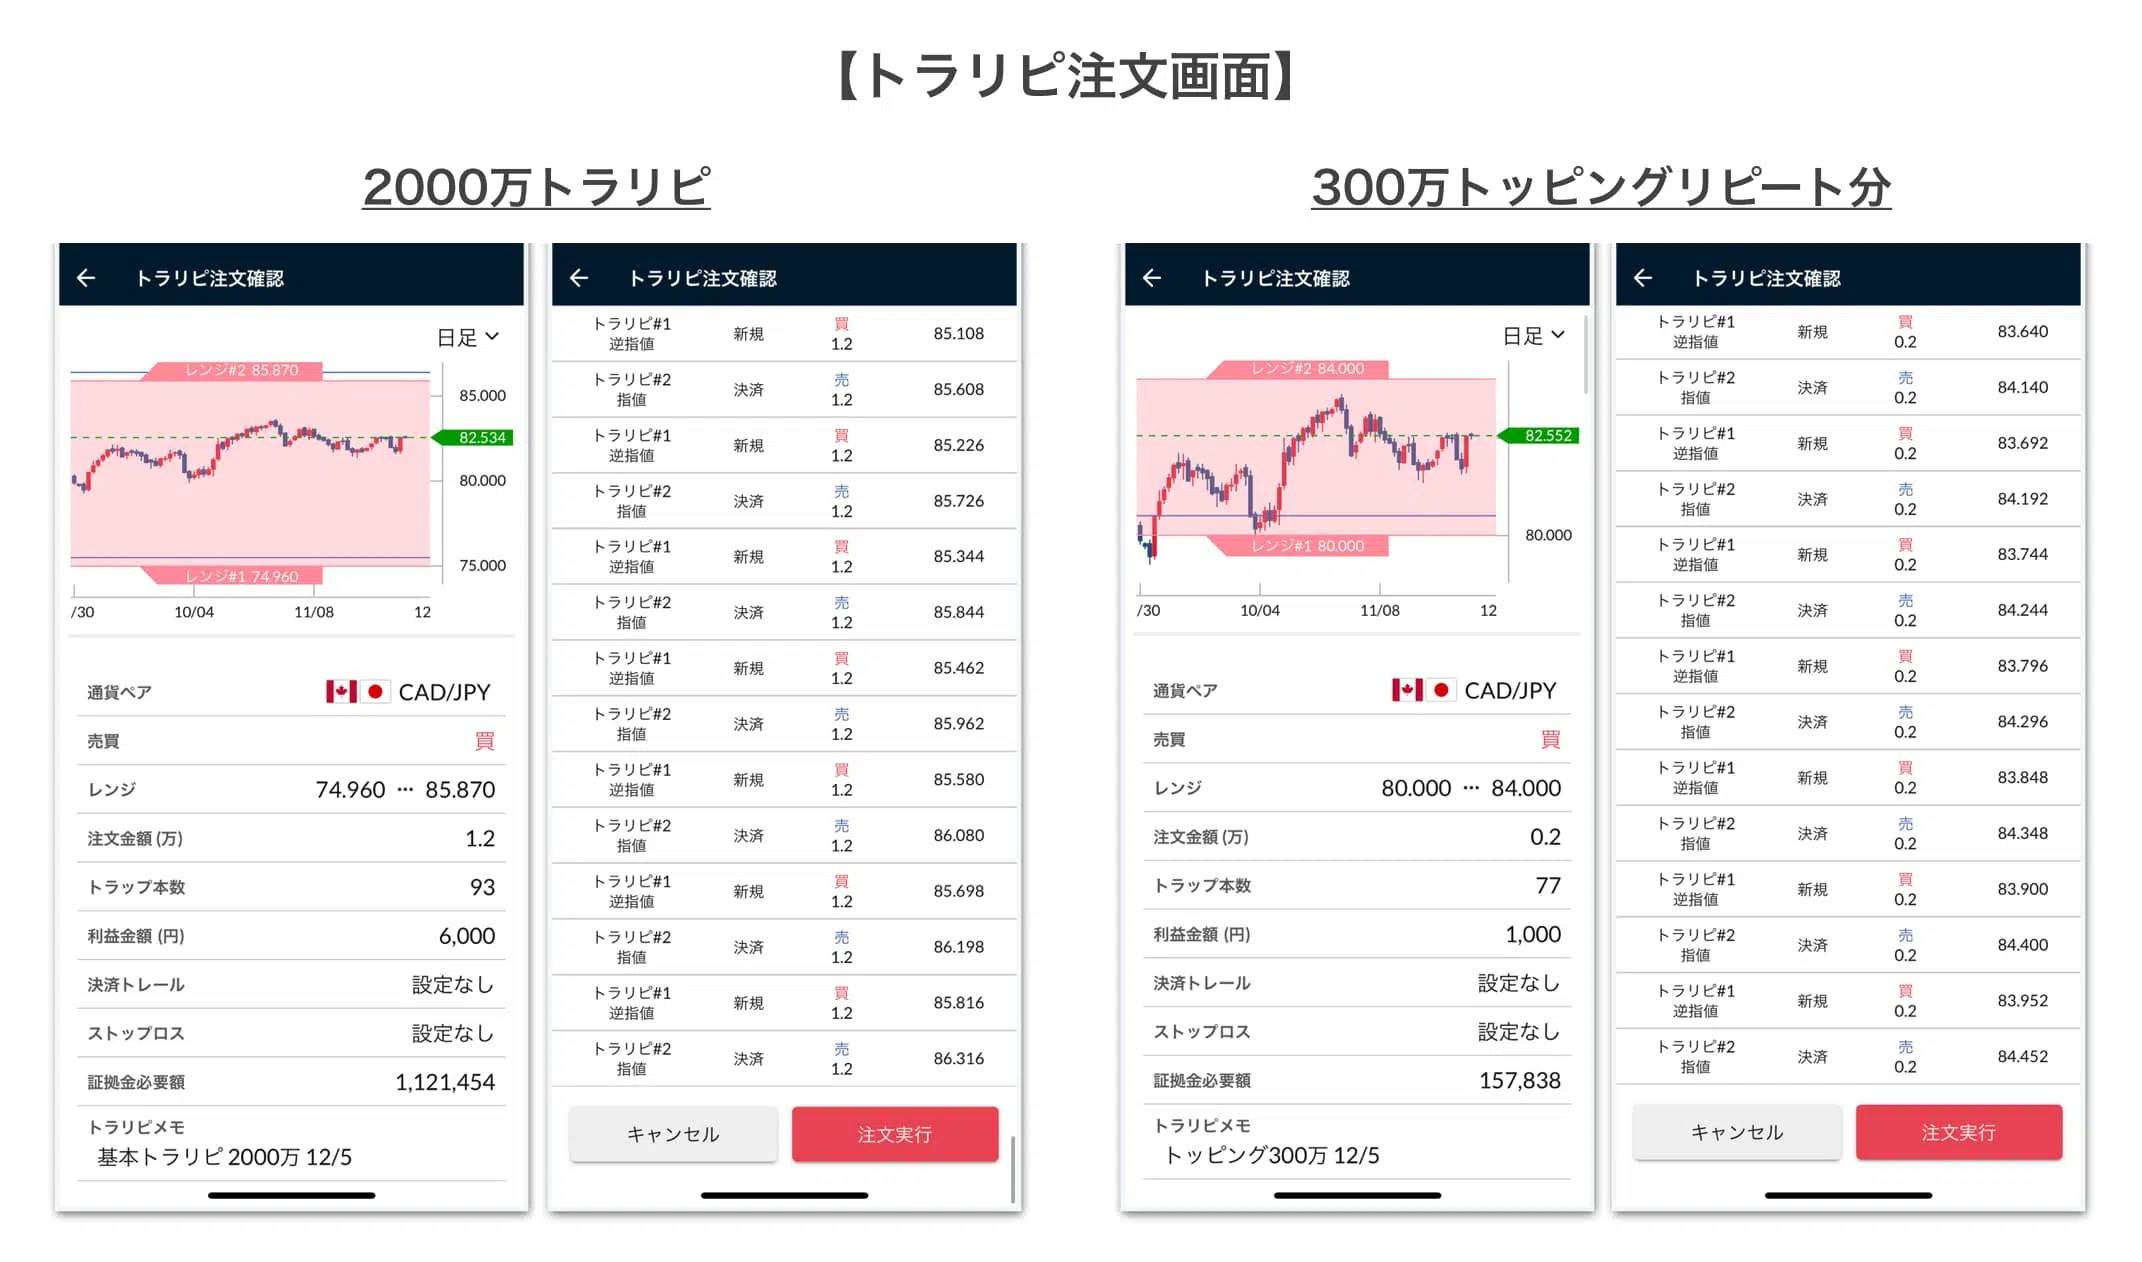 【トラリピ注文画面】
2000万トラリピ
トラリピ注文確認
日足
レンジ#2 85.870
85.000
82.534
80.000
75.000
レンジ#1 74.960
/30 10/04 11/08 12
通貨ペア CAD/JPY
売買 買
レンジ 74.960 … 85.870
注文金額 (万) 1.2
トラップ本数 93
利益金額 (円) 6,000
決済トレール 設定なし
ストップロス 設定なし
証拠金必要額 1,121,454
トラリピメモ
基本トラリピ 2000万 12/5
トラリピ注文確認
トラリピ#1 逆指値 新規 買 1.2 85.108
トラリピ#2 指値 決済 売 1.2 85.608
トラリピ#1 逆指値 新規 買 1.2 85.226
トラリピ#2 指値 決済 売 1.2 85.726
トラリピ#1 逆指値 新規 買 1.2 85.344
トラリピ#2 指値 決済 売 1.2 85.844
トラリピ#1 逆指値 新規 買 1.2 85.462
トラリピ#2 指値 決済 売 1.2 85.962
トラリピ#1 逆指値 新規 買 1.2 85.580
トラリピ#2 指値 決済 売 1.2 86.080
トラリピ#1 逆指値 新規 買 1.2 85.698
トラリピ#2 指値 決済 売 1.2 86.198
トラリピ#1 逆指値 新規 買 1.2 85.816
トラリピ#2 指値 決済 売 1.2 86.316
キャンセル 注文実行
300万トッピングリピート分
トラリピ注文確認
日足
レンジ#2 84.000
82.552
80.000
レンジ#1 80.000
/30 10/04 11/08 12
通貨ペア CAD/JPY
売買 買
レンジ 80.000 … 84.000
注文金額 (万) 0.2
トラップ本数 77
利益金額 (円) 1,000
決済トレール 設定なし
ストップロス 設定なし
証拠金必要額 157,838
トラリピメモ
トッピング300万 12/5
トラリピ注文確認
トラリピ#1 逆指値 新規 買 0.2 83.640
トラリピ#2 指値 決済 売 0.2 84.140
トラリピ#1 逆指値 新規 買 0.2 83.692
トラリピ#2 指値 決済 売 0.2 84.192
トラリピ#1 逆指値 新規 買 0.2 83.744
トラリピ#2 指値 決済 売 0.2 84.244
トラリピ#1 逆指値 新規 買 0.2 83.796
トラリピ#2 指値 決済 売 0.2 84.296
トラリピ#1 逆指値 新規 買 0.2 83.848
トラリピ#2 指値 決済 売 0.2 84.348
トラリピ#1 逆指値 新規 買 0.2 83.900
トラリピ#2 指値 決済 売 0.2 84.400
トラリピ#1 逆指値 新規 買 0.2 83.952
トラリピ#2 指値 決済 売 0.2 84.452
キャンセル 注文実行